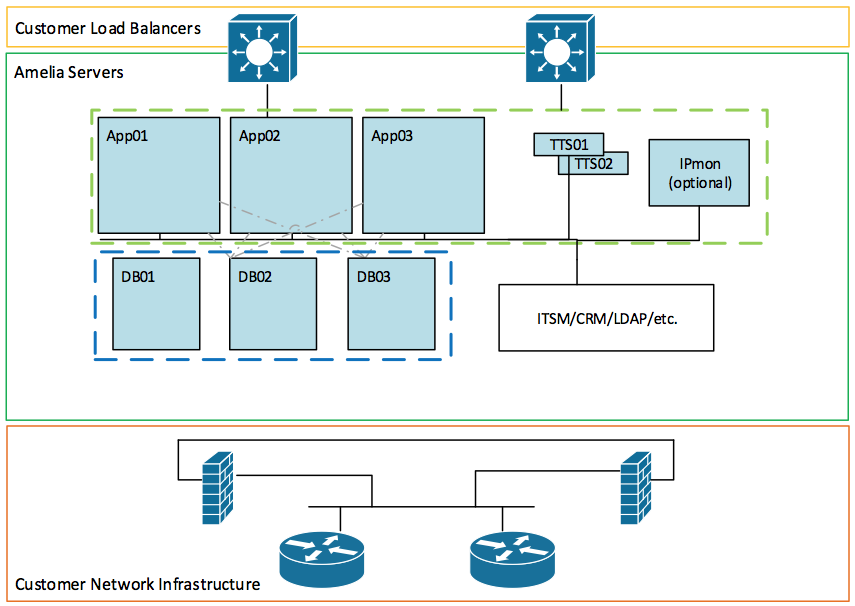 Customer Load Balancers
Amelia Servers
App01
App02
App03
TTS01
TTS02
IPmon
(optional)
DB01
DB02
DB03
ITSM/CRM/LDAP/etc.
Customer Network Infrastructure